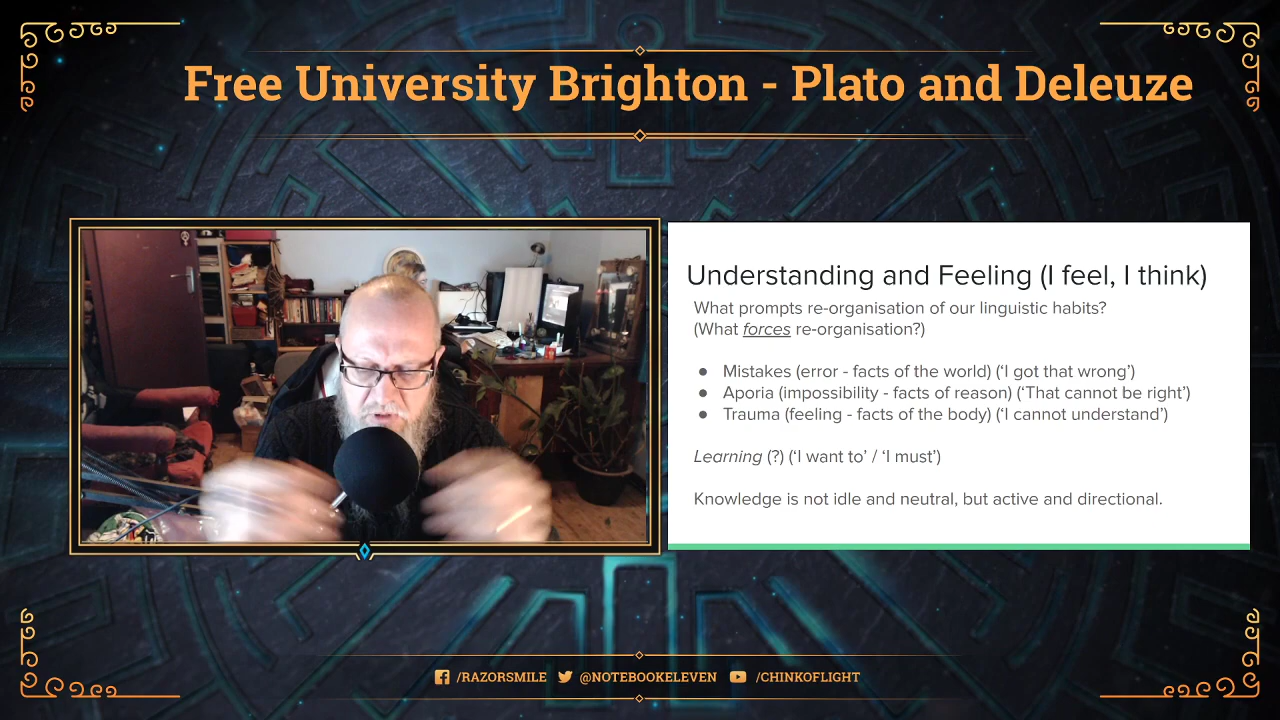 Free University Brighton - Plato and Deleuze
Understanding and Feeling (I feel, I think)
What prompts re-organisation of our linguistic habits?
(What forces re-organisation?)
● Mistakes (error - facts of the world) (‘I got that wrong’)
● Aporia (impossibility - facts of reason) (‘That cannot be right’)
● Trauma (feeling - facts of the body) (‘I cannot understand’)
Learning (?) (‘I want to’ / ‘I must’)
Knowledge is not idle and neutral, but active and directional.
/RAZORSMILE @NOTEBOOKELEVEN /CHINKOFLIGHT